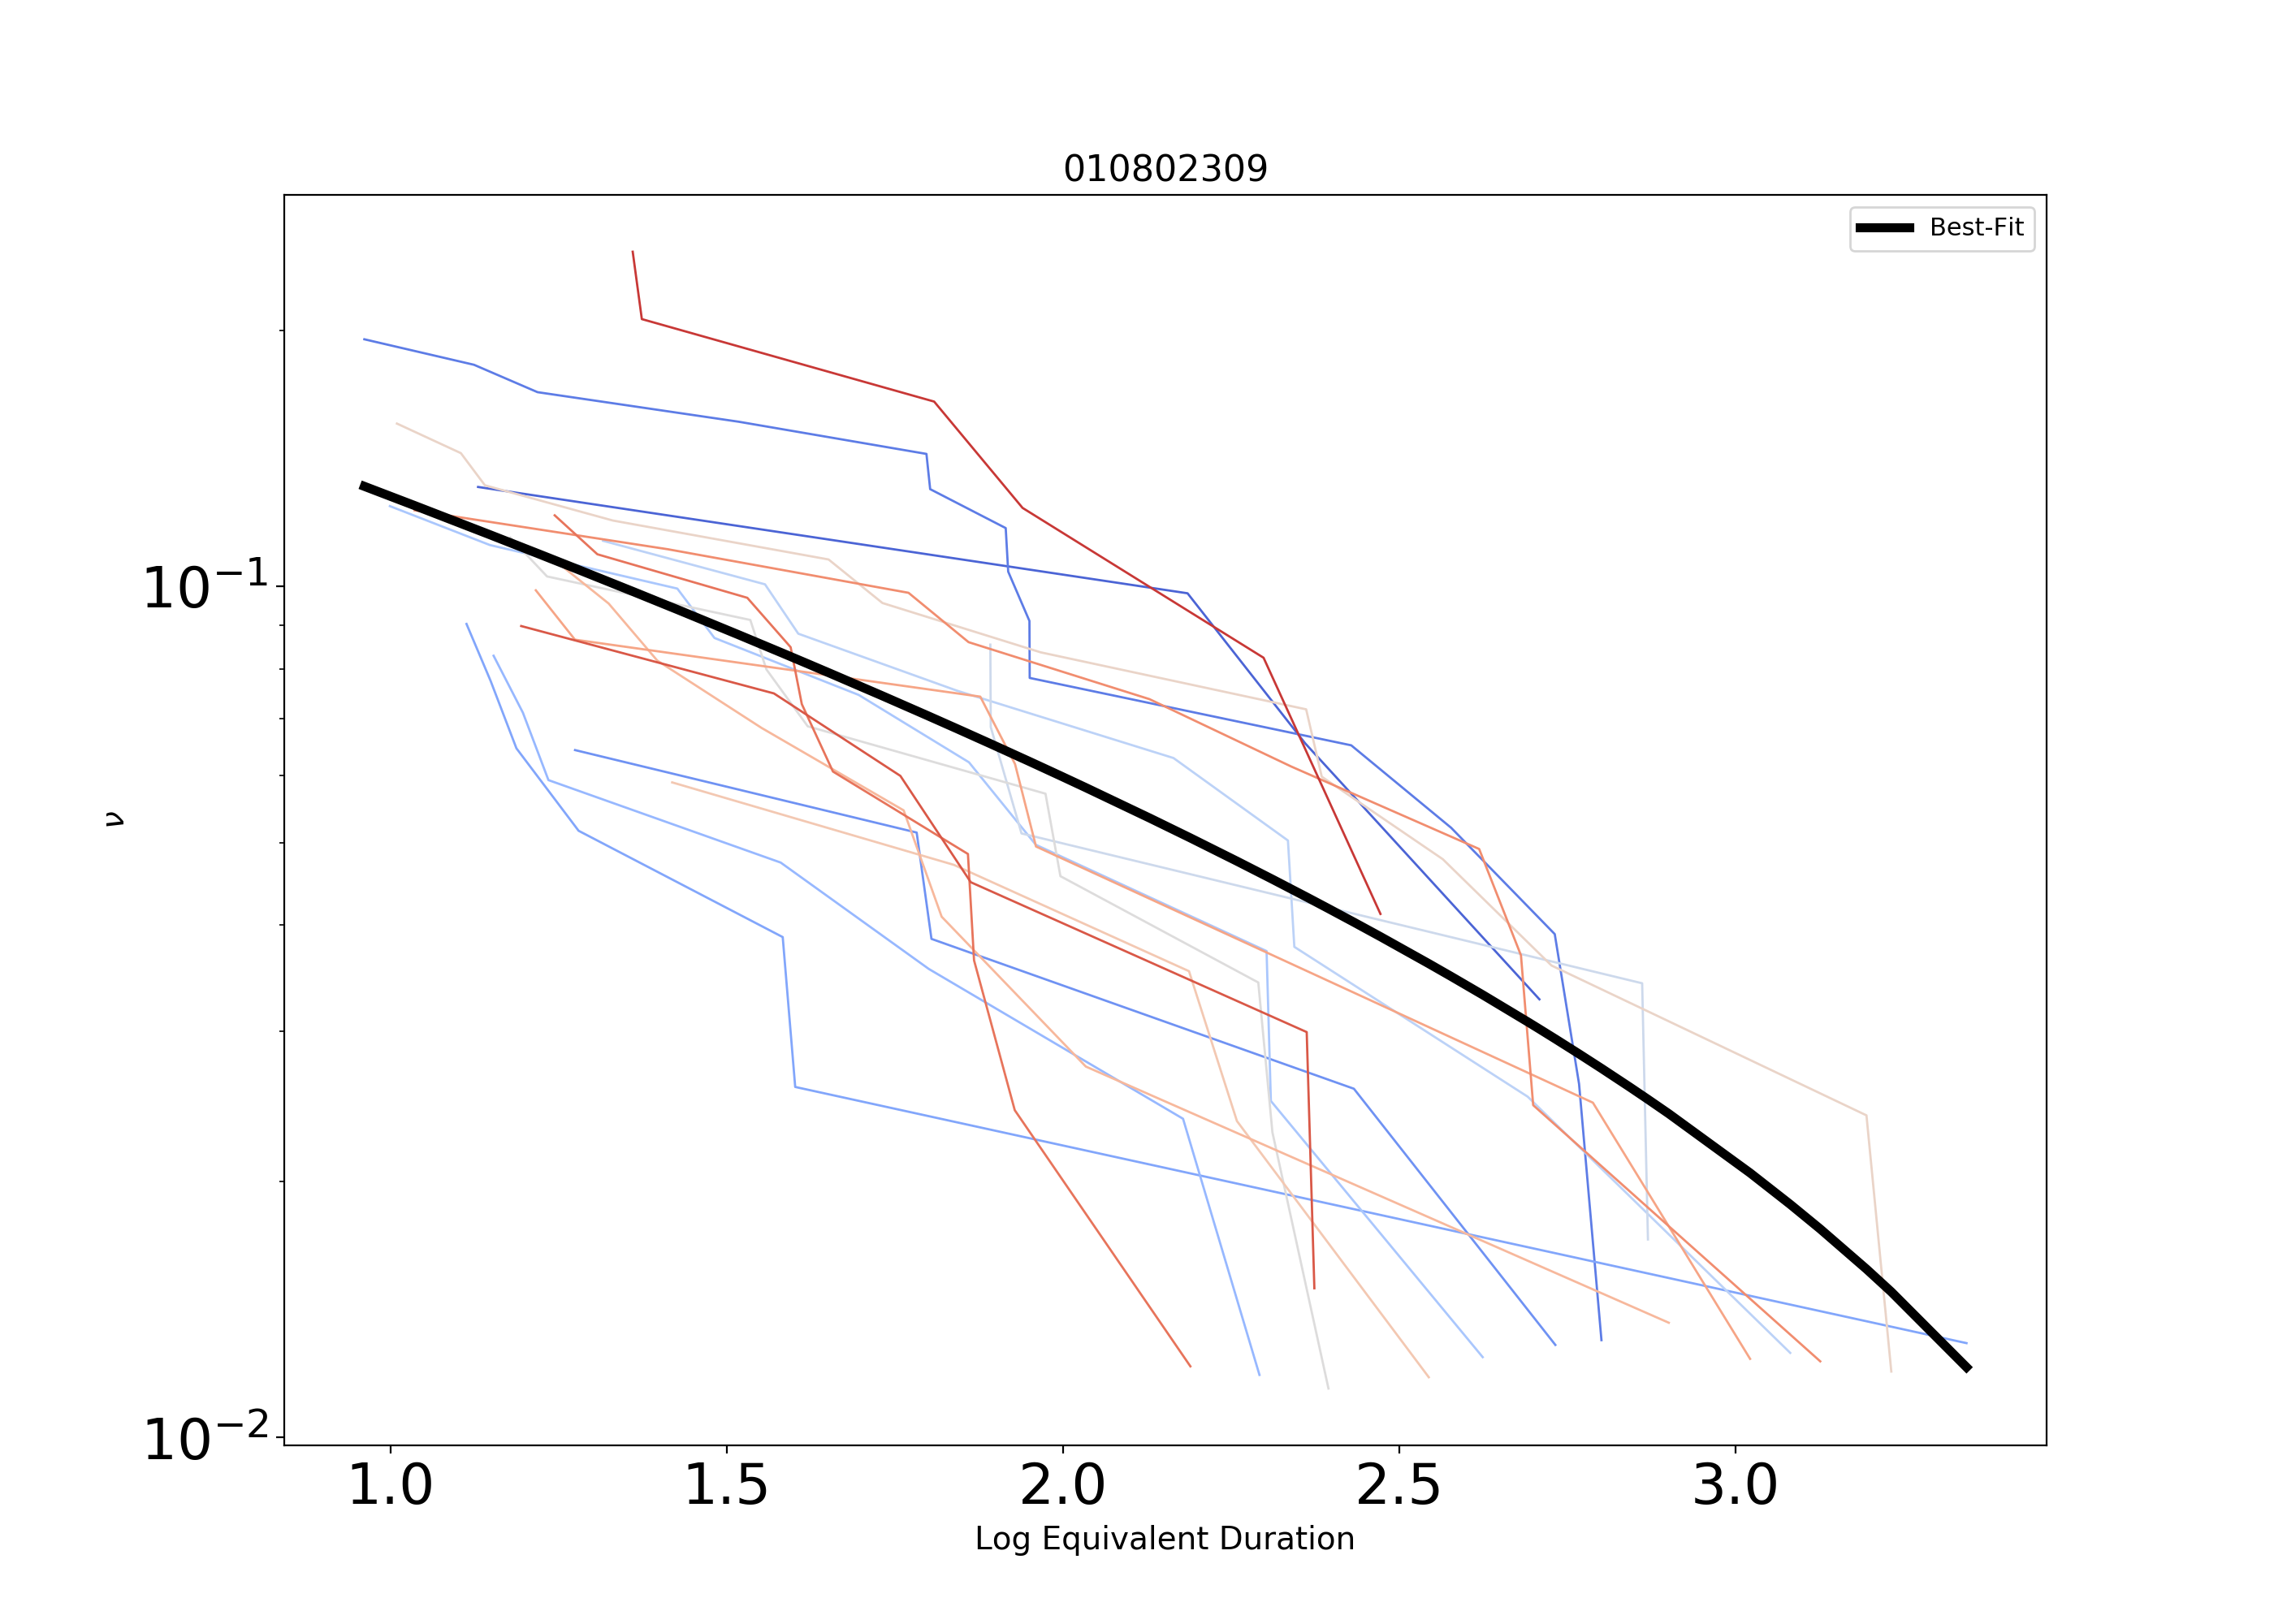 010802309
Best-Fit
ν
10⁻¹
10⁻²
1.0 1.5 2.0 2.5 3.0
Log Equivalent Duration